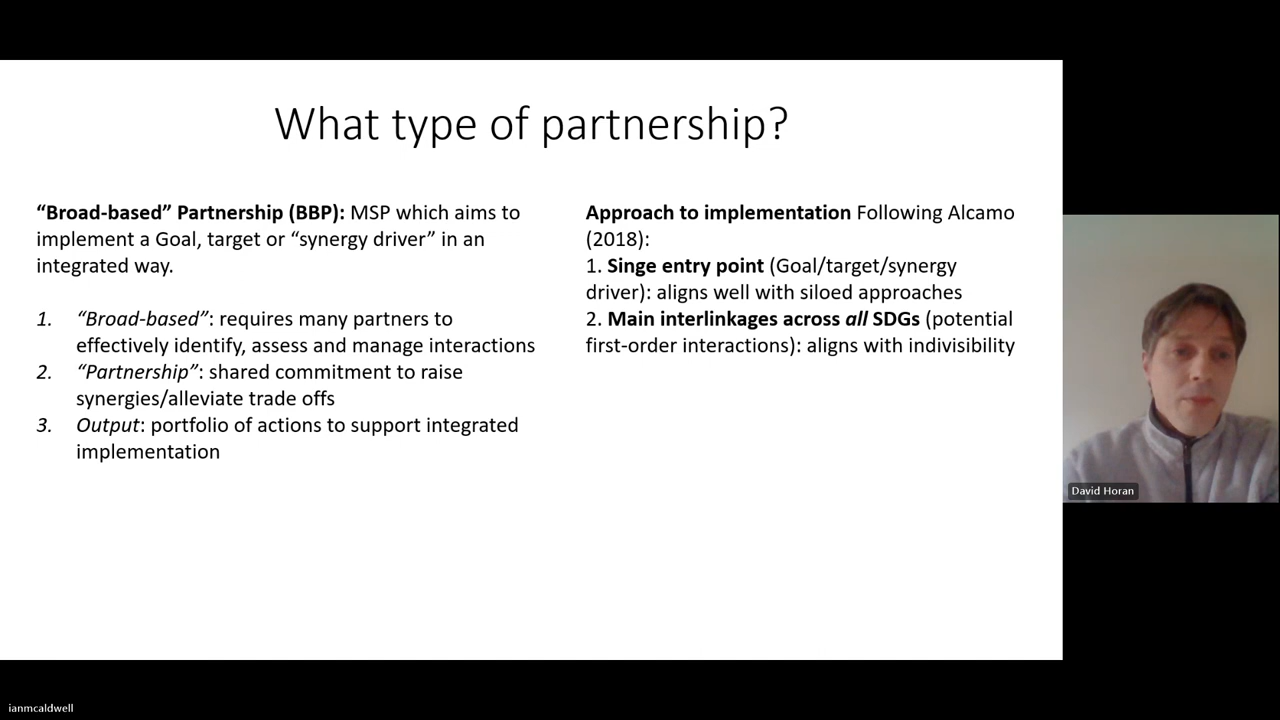 What type of partnership?
“Broad-based” Partnership (BBP): MSP which aims to
implement a Goal, target or “synergy driver” in an
integrated way.
1. “Broad-based”: requires many partners to
effectively identify, assess and manage interactions
2. “Partnership”: shared commitment to raise
synergies/alleviate trade offs
3. Output: portfolio of actions to support integrated
implementation
Approach to implementation Following Alcamo
(2018):
1. Singe entry point (Goal/target/synergy
driver): aligns well with siloed approaches
2. Main interlinkages across all SDGs (potential
first-order interactions): aligns with indivisibility
David Horan
ianmcaldwell